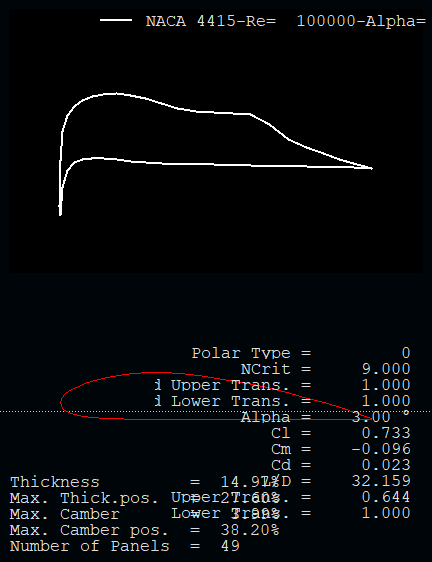 NACA 4415-Re=  100000-Alpha=
Polar Type = 0
NCrit = 9.000
d Upper Trans. = 1.000
d Lower Trans. = 1.000
Alpha = 3.00 °
Cl = 0.733
Cm = -0.096
Cd = 0.023
Thickness = 14.97%
L/D = 32.159
Max. Thick.pos. = 27.60%
Upper Trans. = 0.644
Max. Camber = 3.99%
Lower Trans. = 1.000
Max. Camber pos. = 38.20%
Number of Panels = 49